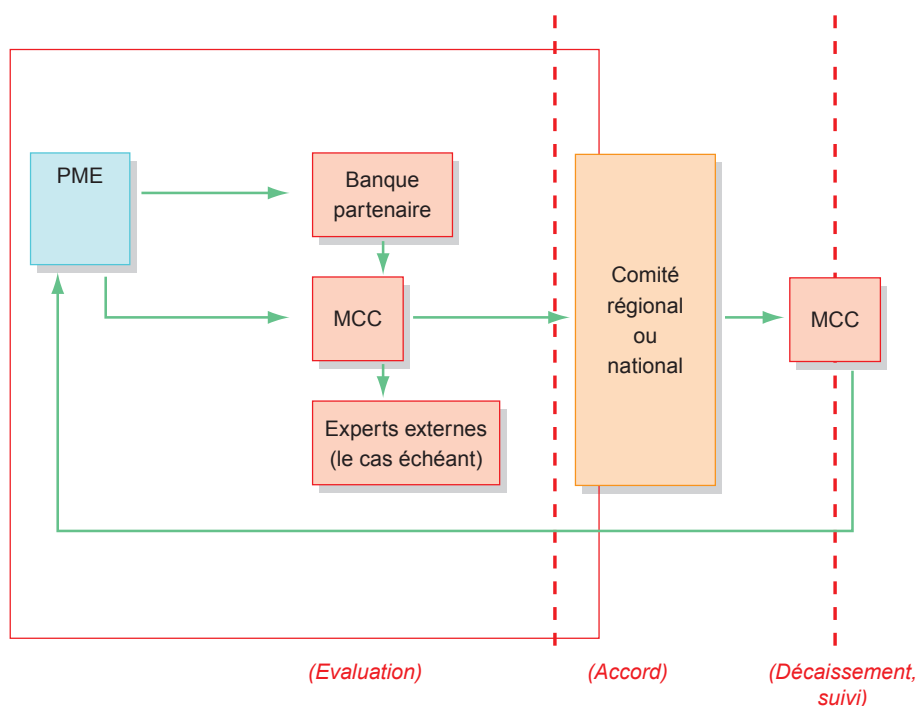 PME
Banque
partenaire
MCC
Experts externes
(le cas échéant)
Comité
régional
ou
national
MCC
(Evaluation)
(Accord)
(Décaissement,
suivi)